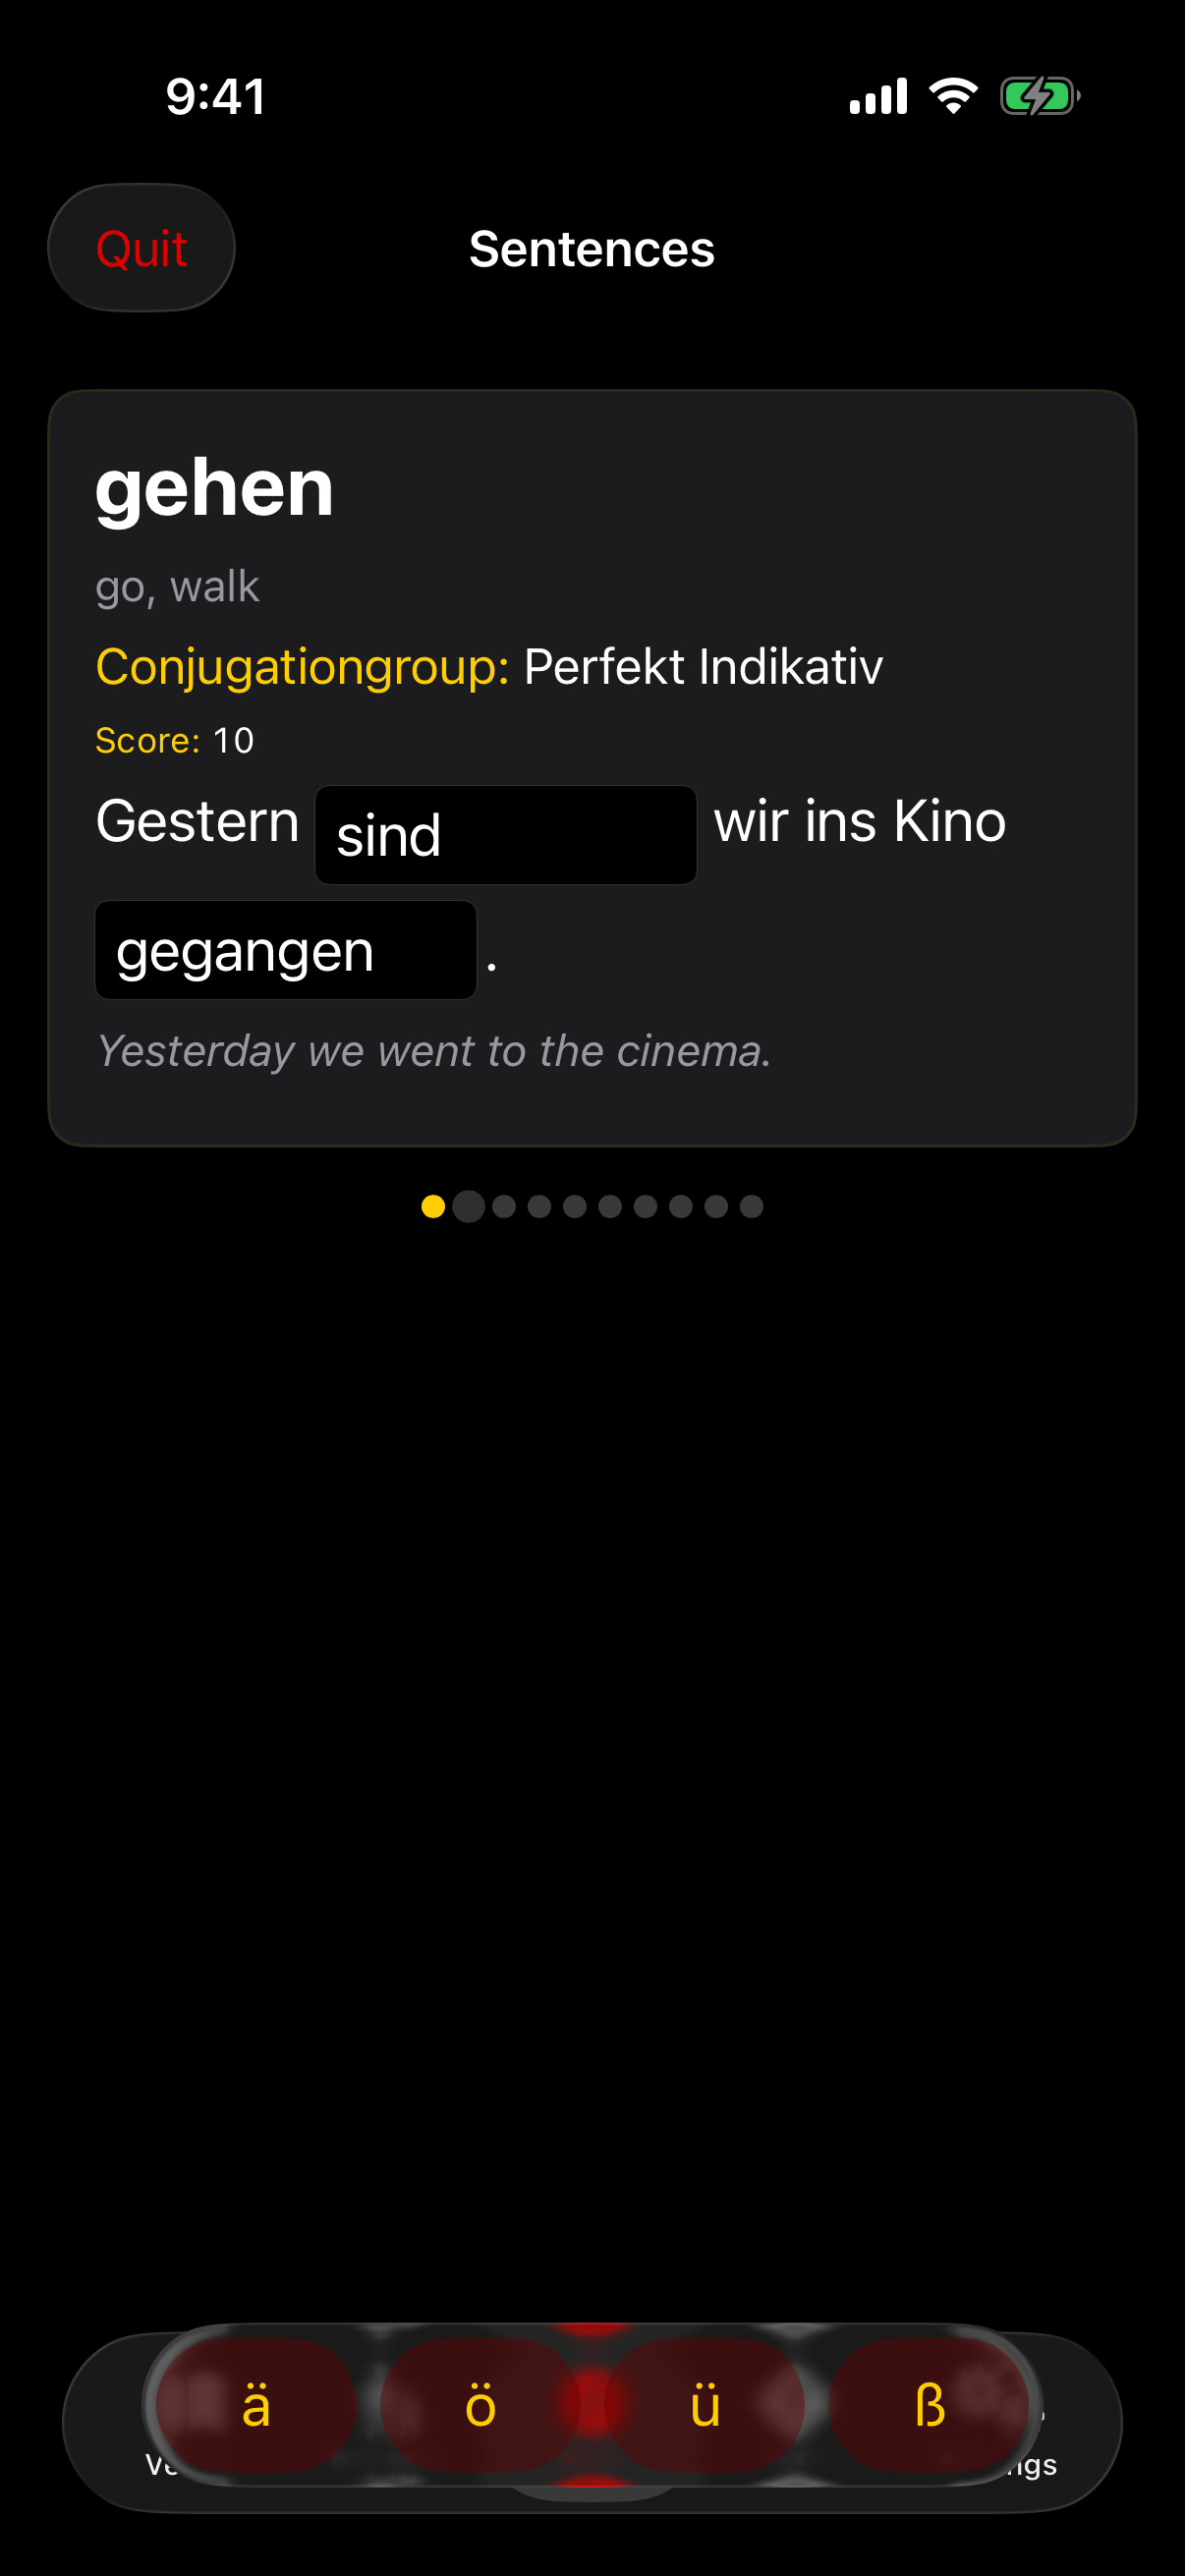 9:41
Quit
Sentences
gehen
go, walk
Conjugationgroup: Perfekt Indikativ
Score: 10
Gestern sind wir ins Kino
gegangen .
Yesterday we went to the cinema.
ä ö ü ß